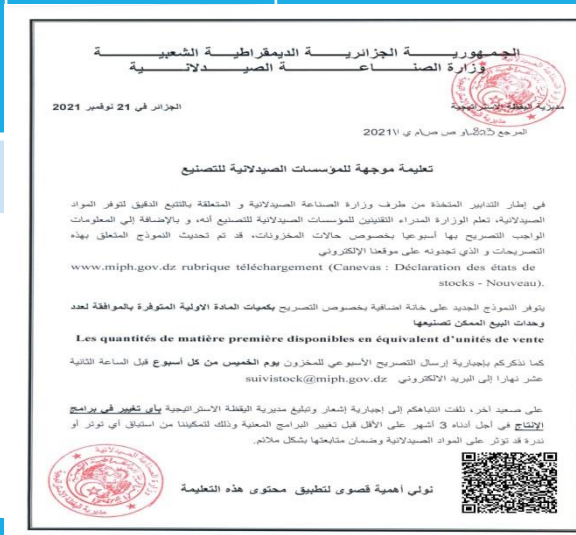 الجمهورية الجزائرية الديمقراطية الشعبية
وزارة الصناعة الصيدلانية
مديرية اليقظة الاستراتيجية
الجزائر في 21 نوفمبر 2021
المرجع و ص ص ي 2021\
تعليمة موجهة للمؤسسات الصيدلانية للتصنيع
في إطار التدابير المتخذة من طرف وزارة الصناعة الصيدلانية و المتعلقة بالتتبع الدقيق لتوفر المواد
الصيدلانية، تعلم الوزارة المدراء التقنيين للمؤسسات الصيدلانية للتصنيع أنه، و بالإضافة إلى المعلومات
الواجب التصريح بها أسبوعيا بخصوص حالات المخزونات، قد تم تحديث النموذج المتعلق بهذه
التصريحات و الذي تجدونه على موقعنا الإلكتروني
www.miph.gov.dz rubrique téléchargement (Canevas : Déclaration des états de
stocks - Nouveau).
يتوفر النموذج الجديد على خانة اضافية بخصوص التصريح بكميات المادة الاولية المتوفرة بالموافقة لعدد
وحدات البيع الممكن تصنيعها
Les quantités de matière première disponibles en équivalent d'unités de vente
كما نذكركم بإجبارية إرسال التصريح الأسبوعي للمخزون يوم الخميس من كل أسبوع قبل الساعة الثانية
عشر نهارا إلى البريد الالكتروني suivistock@miph.gov.dz
على صعيد آخر، نلفت انتباهكم إلى إجبارية إشعار وتبليغ مديرية اليقظة الاستراتيجية بأي تغيير في برامج
الإنتاج في أجل أدناه 3 أشهر على الأقل قبل تغيير البرامج المعنية وذلك لتمكيننا من استباق أي توتر أو
ندرة قد تؤثر على المواد الصيدلانية وضمان متابعتها بشكل ملائم.
نولي أهمية قصوى لتطبيق محتوى هذه التعليمة